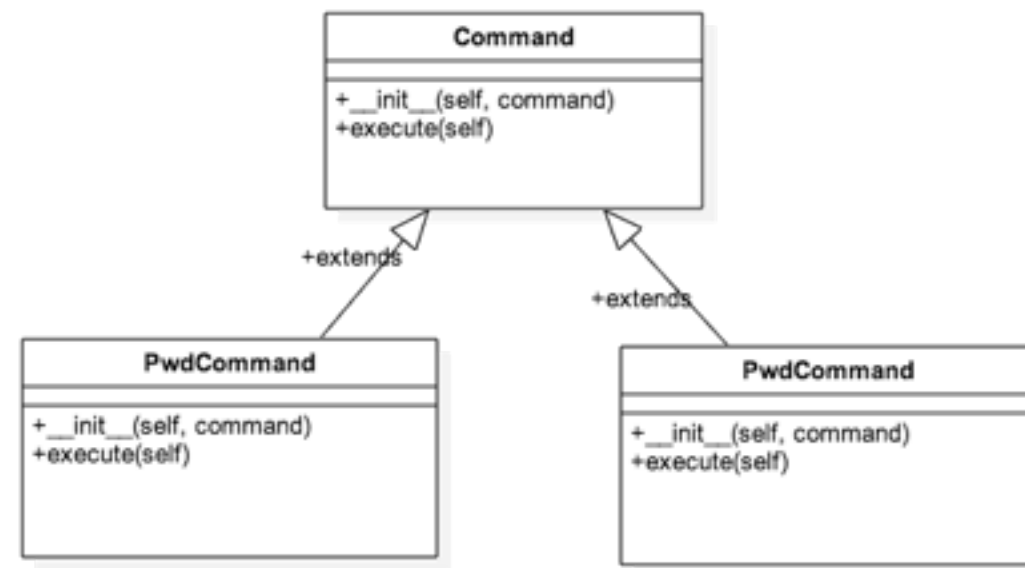 Command
+__init__(self, command)
+execute(self)
+extends
+extends
PwdCommand
+__init__(self, command)
+execute(self)
PwdCommand
+__init__(self, command)
+execute(self)